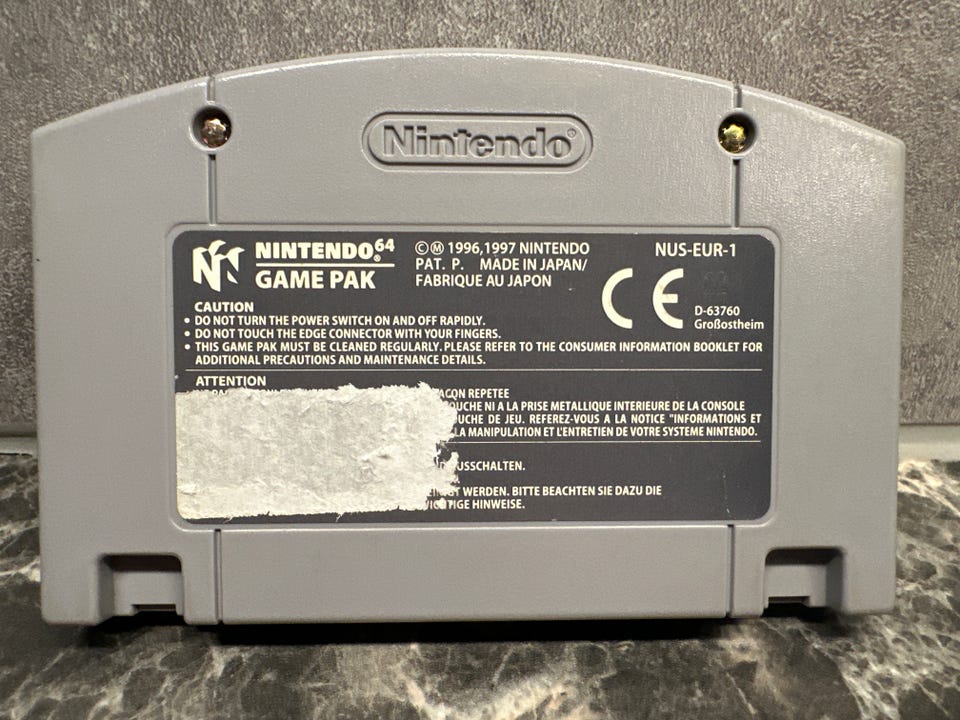 Nintendo®
NINTENDO⁶⁴®
GAME PAK
© Ⓜ 1996,1997 NINTENDO
PAT. P. MADE IN JAPAN/
FABRIQUE AU JAPON
NUS-EUR-1
CE
D-63760
Großostheim
CAUTION
• DO NOT TURN THE POWER SWITCH ON AND OFF RAPIDLY.
• DO NOT TOUCH THE EDGE CONNECTOR WITH YOUR FINGERS.
• THIS GAME PAK MUST BE CLEANED REGULARLY. PLEASE REFER TO THE CONSUMER INFORMATION BOOKLET FOR
ADDITIONAL PRECAUTIONS AND MAINTENANCE DETAILS.
ATTENTION
REPETEE
NI A LA PRISE METALLIQUE INTERIEURE DE LA CONSOLE
DE JEU. REFEREZ-VOUS A LA NOTICE "INFORMATIONS ET
LA MANIPULATION ET L'ENTRETIEN DE VOTRE SYSTEME NINTENDO.
USSCHALTEN.
WERDEN. BITTE BEACHTEN SIE DAZU DIE
HINWEISE.